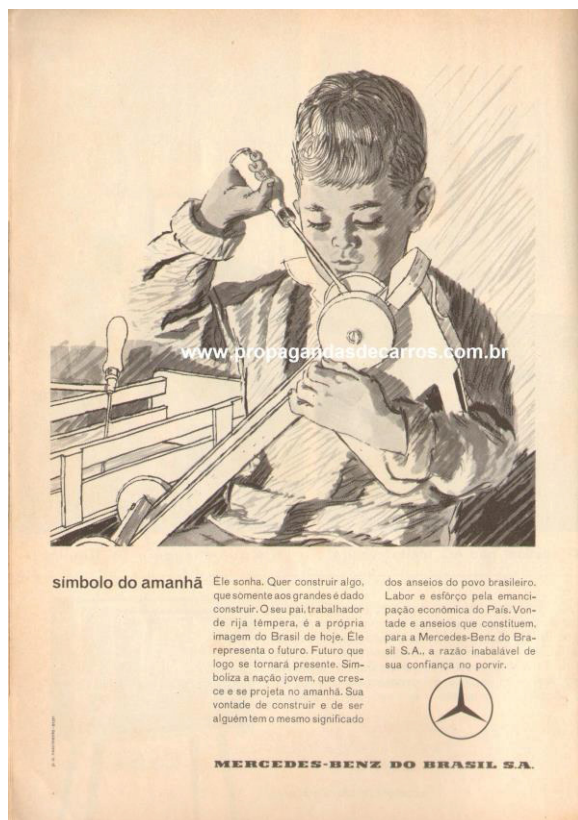 www.propagandasdecarros.com.br
símbolo do amanhã
Êle sonha. Quer construir algo,
que sòmente aos grandes é dado
construir. O seu pai, trabalhador
de rija têmpera, é a própria
imagem do Brasil de hoje. Êle
representa o futuro. Futuro que
logo se tornará presente. Sim-
boliza a nação jovem, que cres-
ce e se projeta no amanhã. Sua
vontade de construir e de ser
alguém tem o mesmo significado
dos anseios do povo brasileiro.
Labor e esfôrço pela emanci-
pação econômica do País. Von-
tade e anseios que constituem,
para a Mercedes-Benz do Bra-
sil S.A., a razão inabalável de
sua confiança no porvir.
MERCEDES-BENZ DO BRASIL S.A.